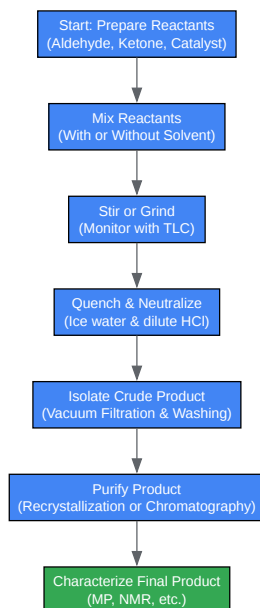 Start: Prepare Reactants
(Aldehyde, Ketone, Catalyst)
Mix Reactants
(With or Without Solvent)
Stir or Grind
(Monitor with TLC)
Quench & Neutralize
(Ice water & dilute HCl)
Isolate Crude Product
(Vacuum Filtration & Washing)
Purify Product
(Recrystallization or Chromatography)
Characterize Final Product
(MP, NMR, etc.)